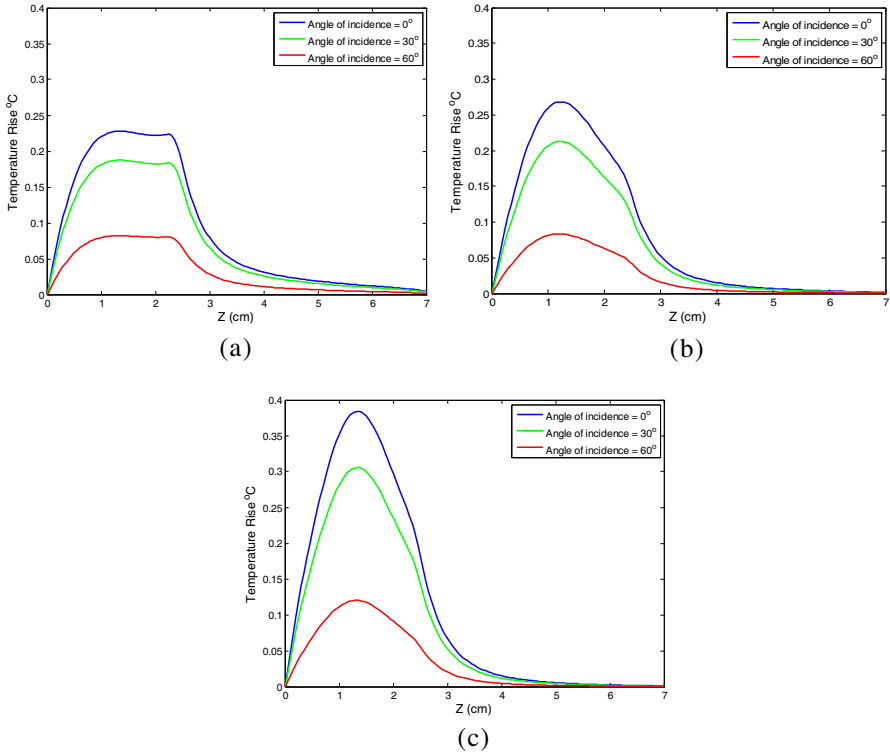 0.4
0.35
0.3
0.25
0.2
0.15
0.1
0.05
0
Temperature Rise °C
Angle of incidence = 0°
Angle of incidence = 30°
Angle of incidence = 60°
0 1 2 3 4 5 6 7
Z (cm)
(a)
0.4
0.35
0.3
0.25
0.2
0.15
0.1
0.05
0
Temperature Rise °C
Angle of incidence = 0°
Angle of incidence = 30°
Angle of incidence = 60°
0 1 2 3 4 5 6 7
Z (cm)
(b)
0.4
0.35
0.3
0.25
0.2
0.15
0.1
0.05
0
Temperature Rise °C
Angle of incidence = 0°
Angle of incidence = 30°
Angle of incidence = 60°
0 1 2 3 4 5 6 7
Z (cm)
(c)